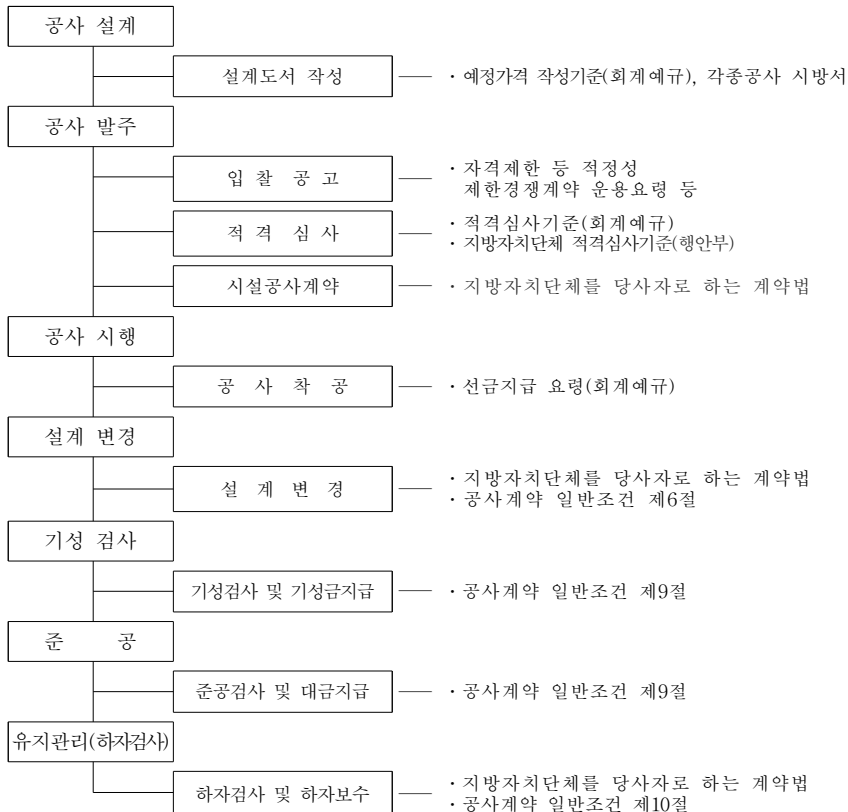 공사 설계
설계도서 작성
· 예정가격 작성기준(회계예규), 각종공사 시방서
공사 발주
입 찰 공 고
· 자격제한 등 적정성
제한경쟁계약 운용요령 등
적 격 심 사
· 적격심사기준(회계예규)
· 지방자치단체 적격심사기준(행안부)
시설공사계약
· 지방자치단체를 당사자로 하는 계약법
공사 시행
공 사 착 공
· 선금지급 요령(회계예규)
설계 변경
설 계 변 경
· 지방자치단체를 당사자로 하는 계약법
· 공사계약 일반조건 제6절
기성 검사
기성검사 및 기성금지급
· 공사계약 일반조건 제9절
준 공
준공검사 및 대금지급
· 공사계약 일반조건 제9절
유지관리(하자검사)
하자검사 및 하자보수
· 지방자치단체를 당사자로 하는 계약법
· 공사계약 일반조건 제10절